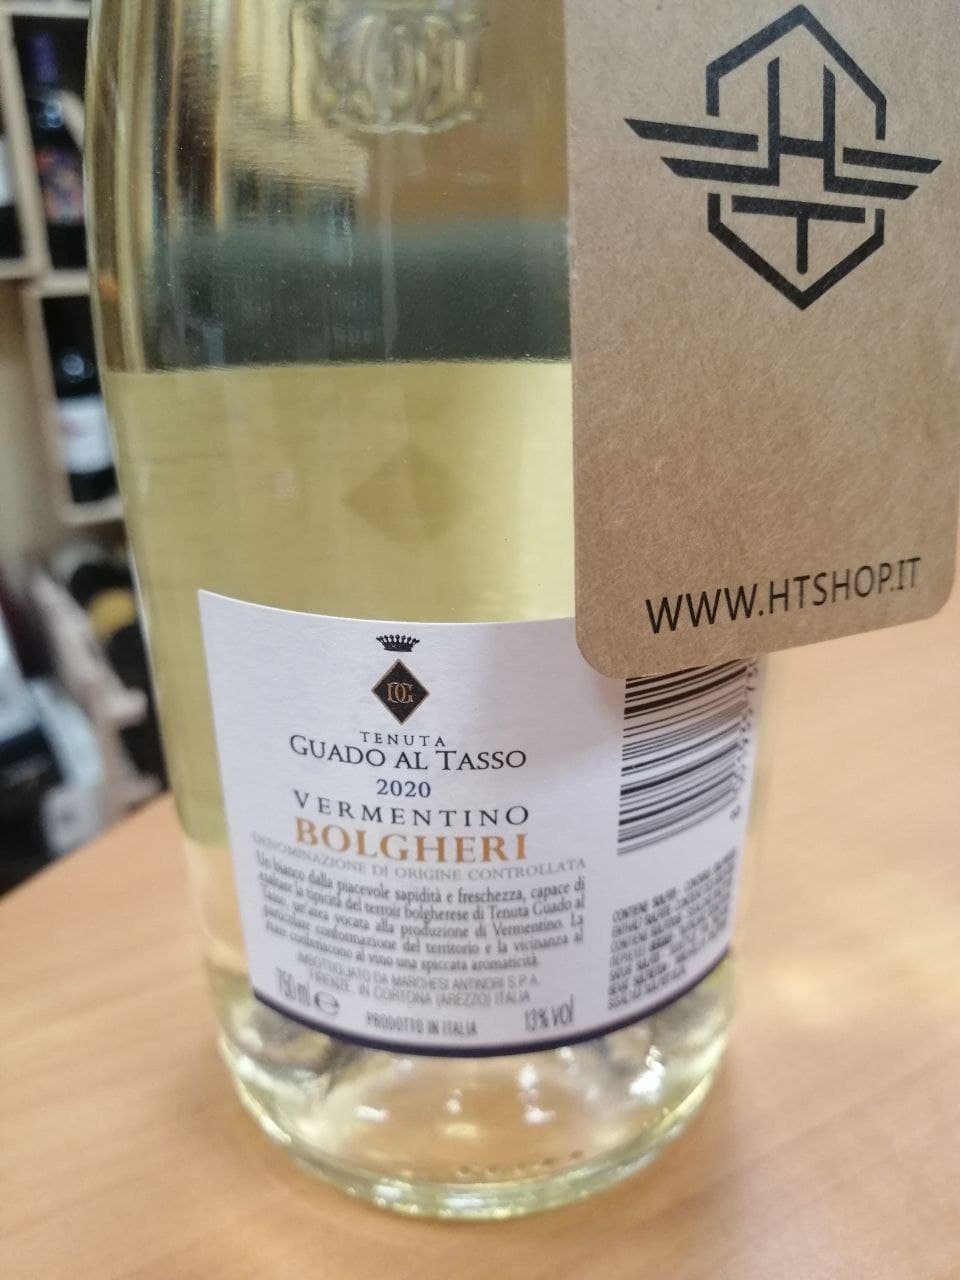 HT
WWW.HTSHOP.IT
DG
TENUTA
GUADO AL TASSO
2020
VERMENTINO
BOLGHERI
DENOMINAZIONE DI ORIGINE CONTROLLATA
Un bianco dalla piacevole sapidità e freschezza, capace di
esaltare la tipicità del terroir bolgherese di Tenuta Guado al
Tasso, un'area vocata alla produzione di Vermentino. La
particolare conformazione del territorio e la vicinanza al
mare conferiscono al vino una spiccata aromaticità.
IMBOTTIGLIATO DA MARCHESI ANTINORI S.P.A.
FIRENZE, IN CORTONA (AREZZO) ITALIA
750 ml e
PRODOTTO IN ITALIA
13% vol